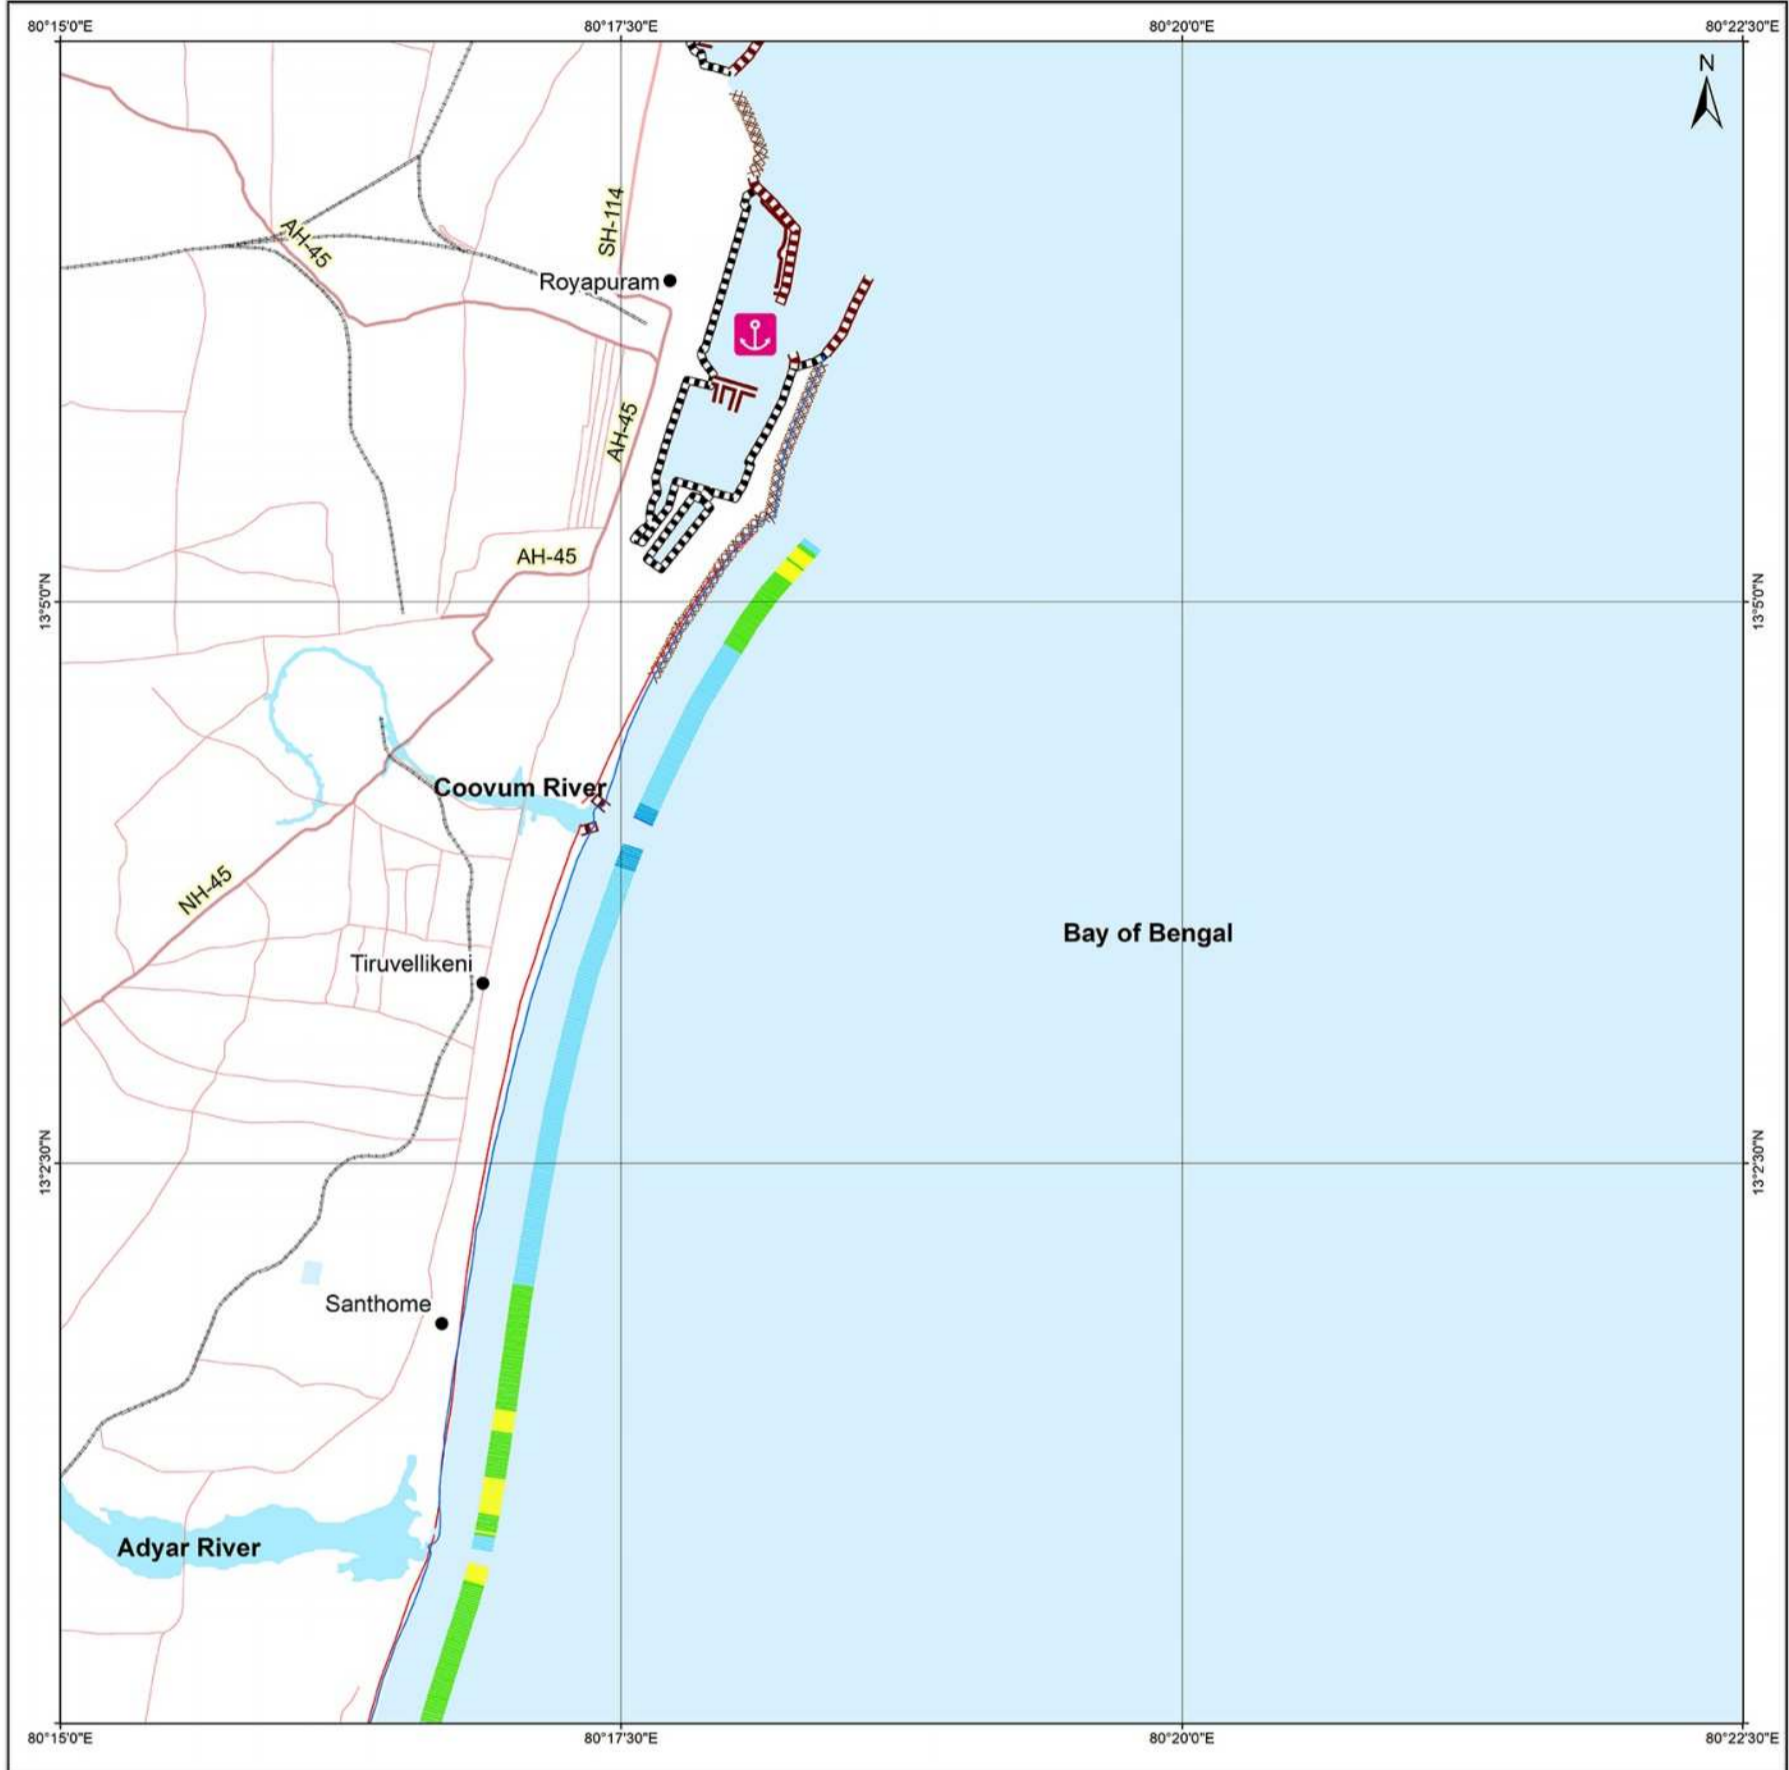 80°15'0"E
80°17'30"E
80°20'0"E
80°22'30"E
N
SH-114
AH-45
Royapuram
AH-45
AH-45
13°5'0"N
13°5'0"N
Coovum River
NH-45
Bay of Bengal
Tiruvellikeni
13°2'30"N
13°2'30"N
Santhome
Adyar River
80°15'0"E
80°17'30"E
80°20'0"E
80°22'30"E